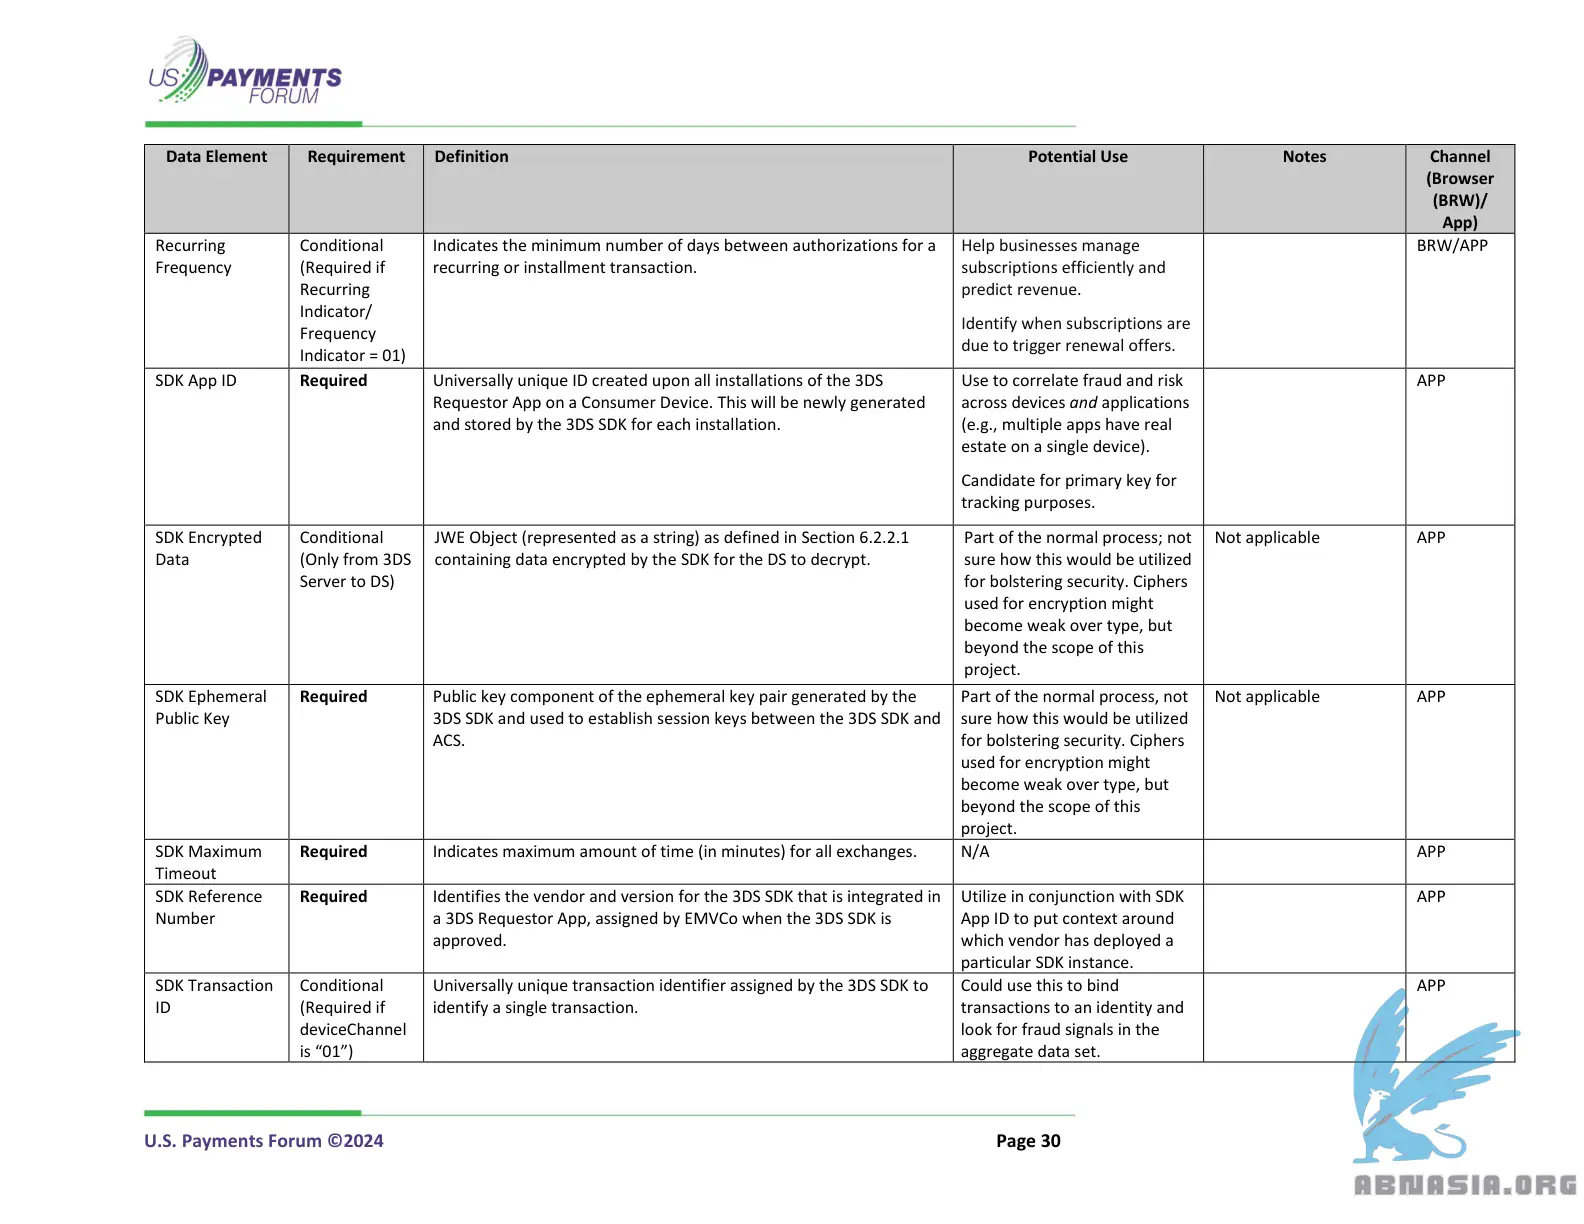 US PAYMENTS
FORUM
Data Element
Requirement
Definition
Potential Use
Notes
Channel
(Browser
(BRW)/
App)
Recurring
Frequency
Conditional
(Required if
Recurring
Indicator/
Frequency
Indicator = 01)
Indicates the minimum number of days between authorizations for a
recurring or installment transaction.
Help businesses manage
subscriptions efficiently and
predict revenue.
Identify when subscriptions are
due to trigger renewal offers.
BRW/APP
SDK App ID
Required
Universally unique ID created upon all installations of the 3DS
Requestor App on a Consumer Device. This will be newly generated
and stored by the 3DS SDK for each installation.
Use to correlate fraud and risk
across devices and applications
(e.g., multiple apps have real
estate on a single device).
Candidate for primary key for
tracking purposes.
APP
SDK Encrypted
Data
Conditional
(Only from 3DS
Server to DS)
JWE Object (represented as a string) as defined in Section 6.2.2.1
containing data encrypted by the SDK for the DS to decrypt.
Part of the normal process; not
sure how this would be utilized
for bolstering security. Ciphers
used for encryption might
become weak over type, but
beyond the scope of this
project.
Not applicable
APP
SDK Ephemeral
Public Key
Required
Public key component of the ephemeral key pair generated by the
3DS SDK and used to establish session keys between the 3DS SDK and
ACS.
Part of the normal process, not
sure how this would be utilized
for bolstering security. Ciphers
used for encryption might
become weak over type, but
beyond the scope of this
project.
Not applicable
APP
SDK Maximum
Timeout
Required
Indicates maximum amount of time (in minutes) for all exchanges.
N/A
APP
SDK Reference
Number
Required
Identifies the vendor and version for the 3DS SDK that is integrated in
a 3DS Requestor App, assigned by EMVCo when the 3DS SDK is
approved.
Utilize in conjunction with SDK
App ID to put context around
which vendor has deployed a
particular SDK instance.
APP
SDK Transaction
ID
Conditional
(Required if
deviceChannel
is “01”)
Universally unique transaction identifier assigned by the 3DS SDK to
identify a single transaction.
Could use this to bind
transactions to an identity and
look for fraud signals in the
aggregate data set.
APP
U.S. Payments Forum ©2024
Page 30
ABNASIA.ORG